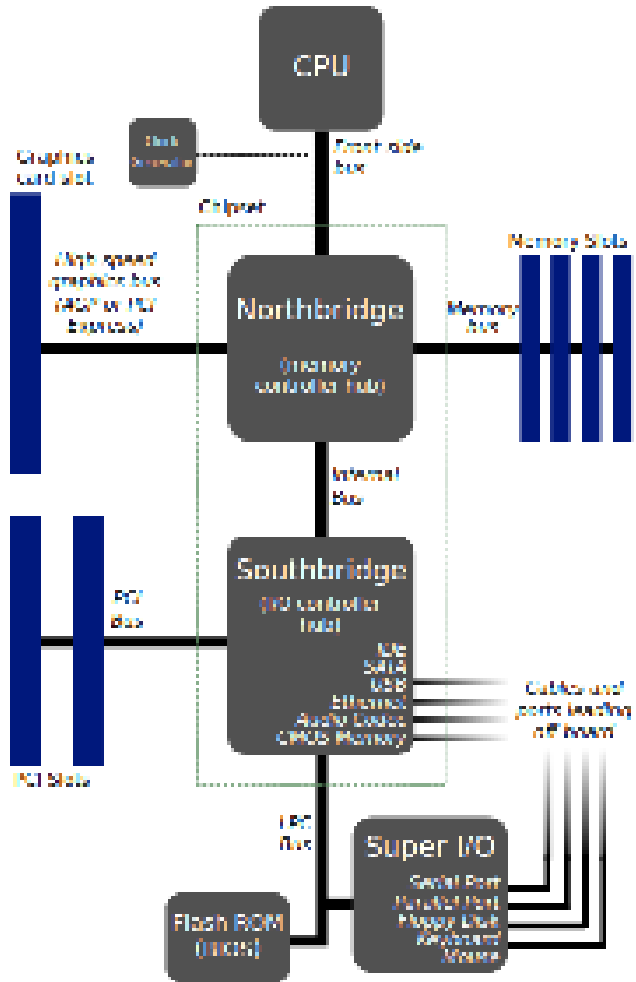 CPU
Clock
Generator
Front side
bus
Graphics
card slot
Chipset
High speed
graphics bus
(AGP or PCI
Express)
Northbridge
(memory
controller hub)
Memory
bus
Memory Slots
Internal
Bus
Southbridge
(I/O controller
hub)
IDE
SATA
USB
Ethernet
Audio Codec
CMOS Memory
PCI
Bus
PCI Slots
Cables and
ports leading
off board
LPC
Bus
Super I/O
Serial Port
Parallel Port
Floppy Disk
Keyboard
Mouse
Flash ROM
(BIOS)